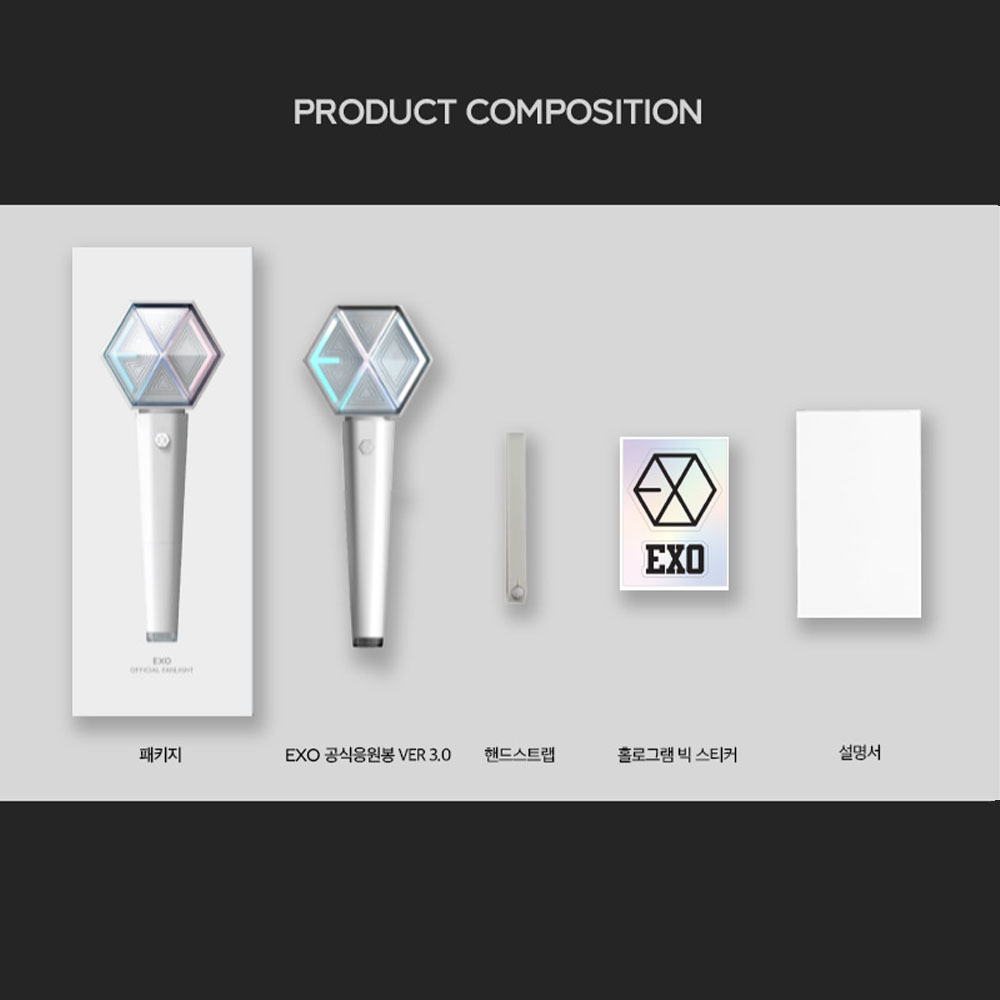 PRODUCT COMPOSITION
EXO
OFFICIAL FANLIGHT
EXO
패키지
EXO 공식응원봉 VER 3.0
핸드스트랩
홀로그램 빅 스티커
설명서